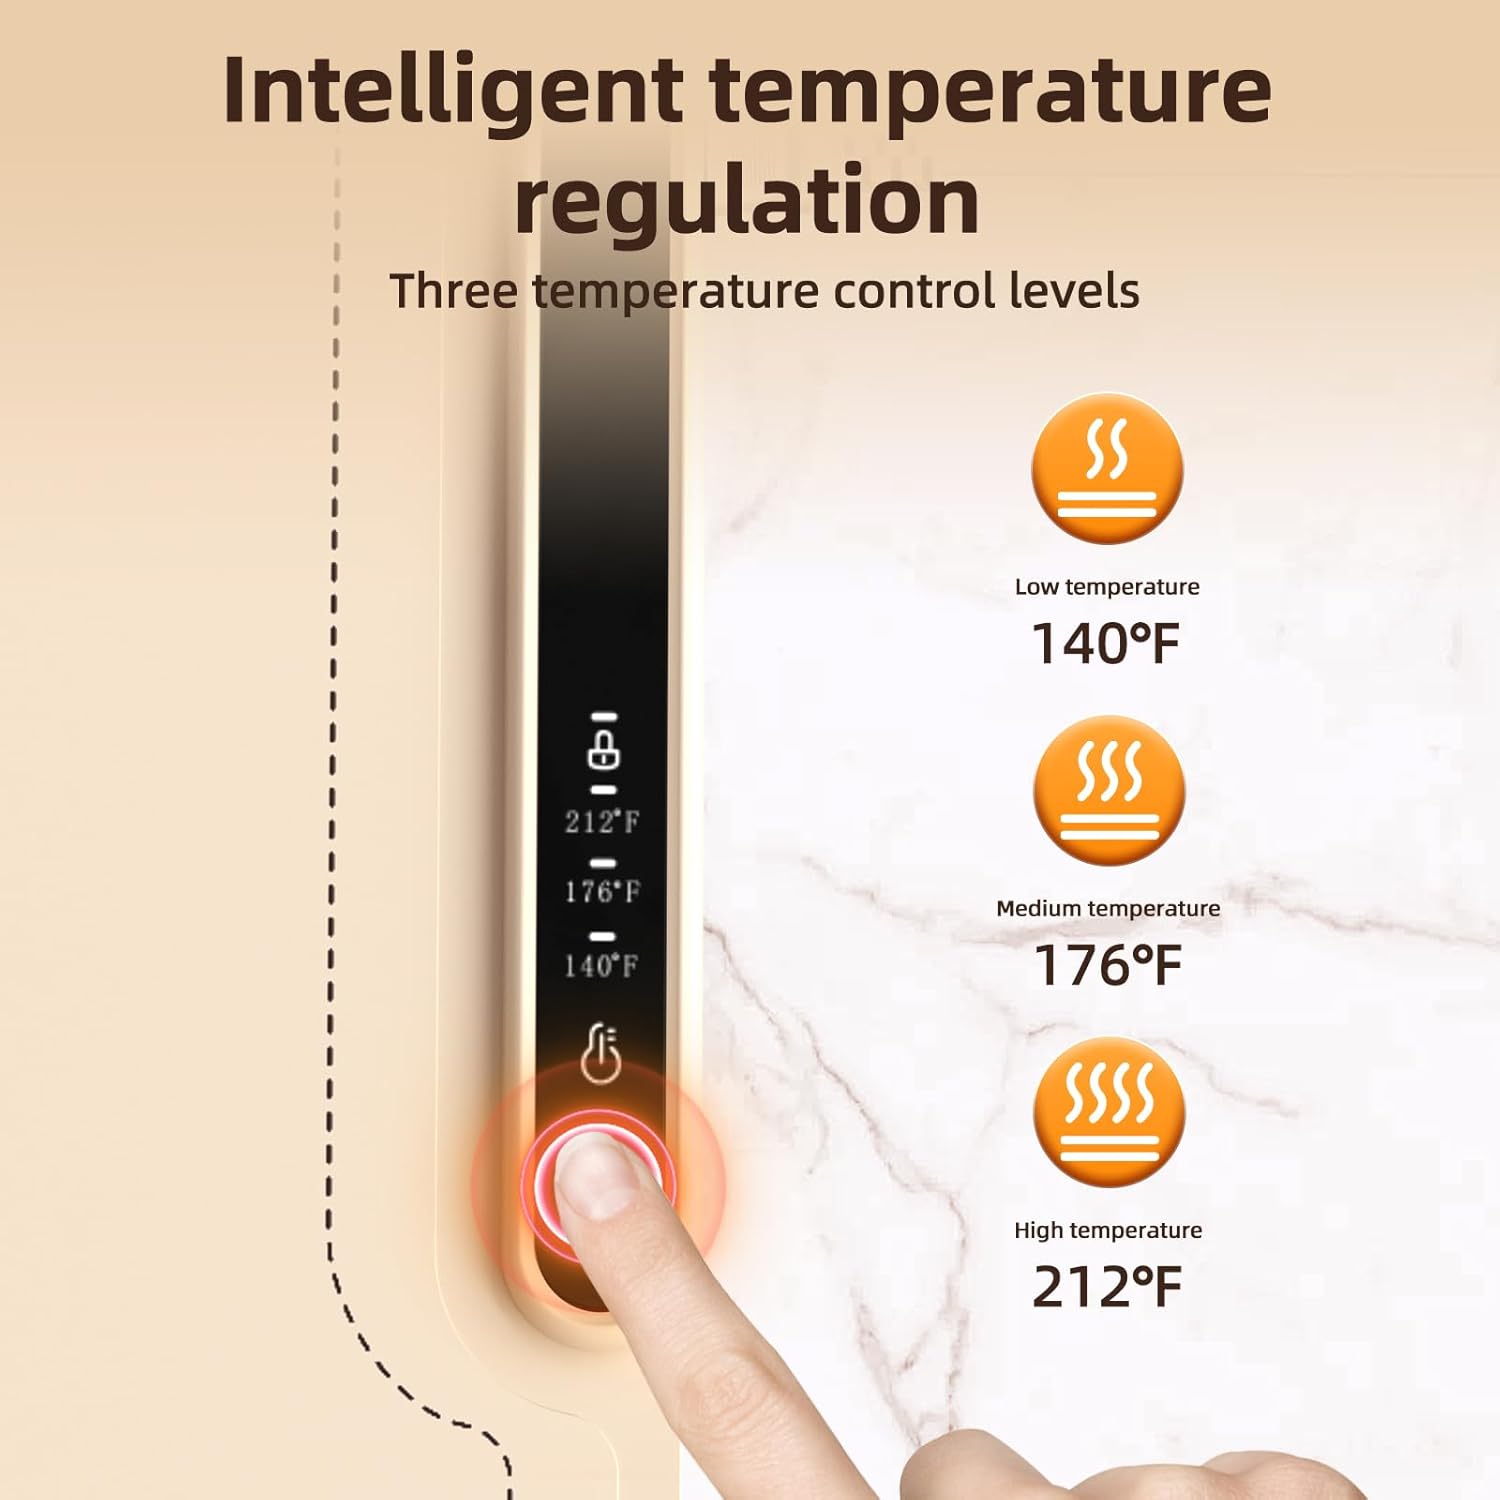 Intelligent temperature
regulation
Three temperature control levels
Low temperature
140°F
212°F
176°F
140°F
Medium temperature
176°F
High temperature
212°F